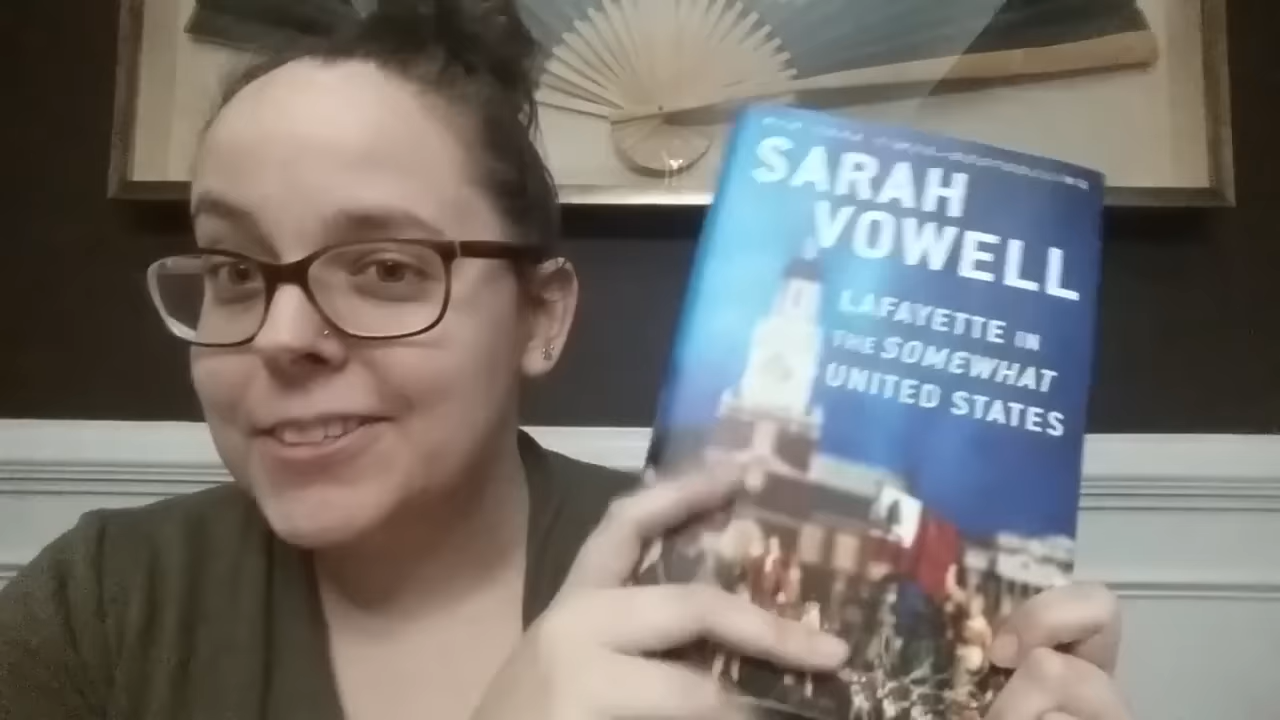 SARAH
VOWELL
LAFAYETTE IN
THE SOMEWHAT
UNITED STATES